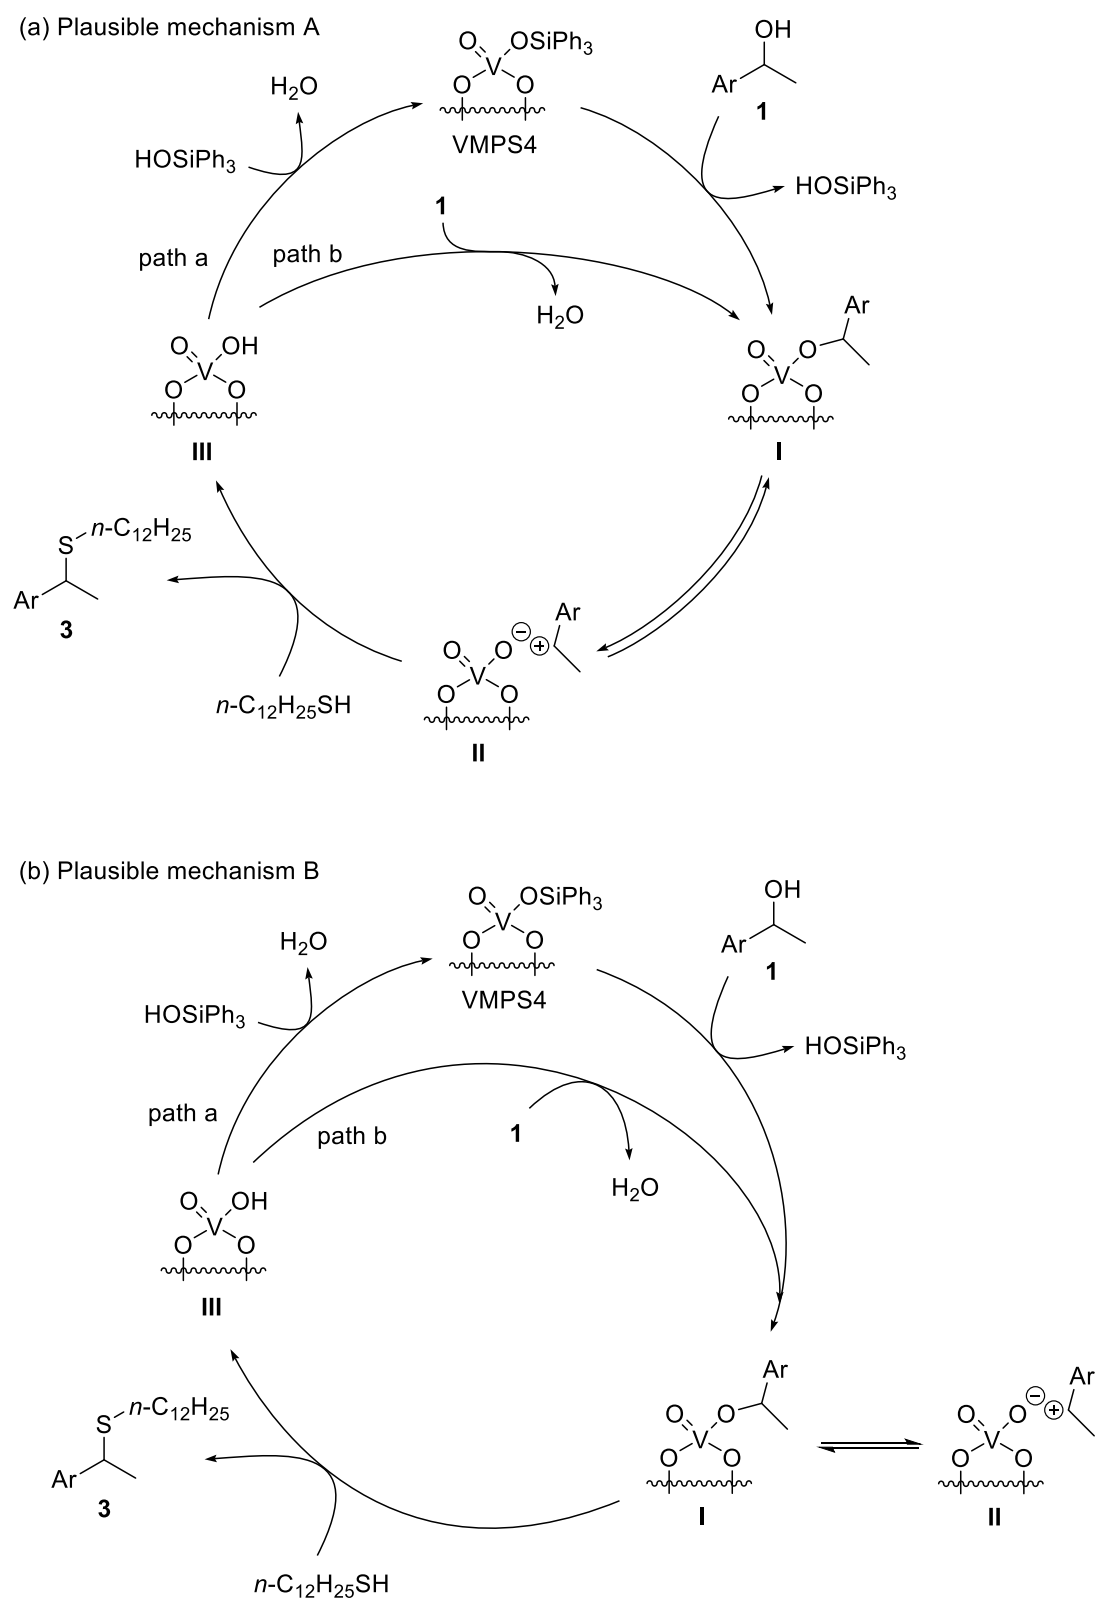 (a) Plausible mechanism A
O OSiPh3
V
O O
VMPS4
OH
Ar
1
H2O
HOSiPh3
HOSiPh3
1
path a
path b
H2O
O OH
V
O O
III
Ar
O O
V
O O
I
S n-C12H25
Ar
3
n-C12H25SH
Ar
O O − +
V
O O
II
(b) Plausible mechanism B
O OSiPh3
V
O O
VMPS4
OH
Ar
1
H2O
HOSiPh3
HOSiPh3
path a
path b
1
H2O
O OH
V
O O
III
S n-C12H25
Ar
3
n-C12H25SH
Ar
O O
V
O O
I
Ar
O O − +
V
O O
II